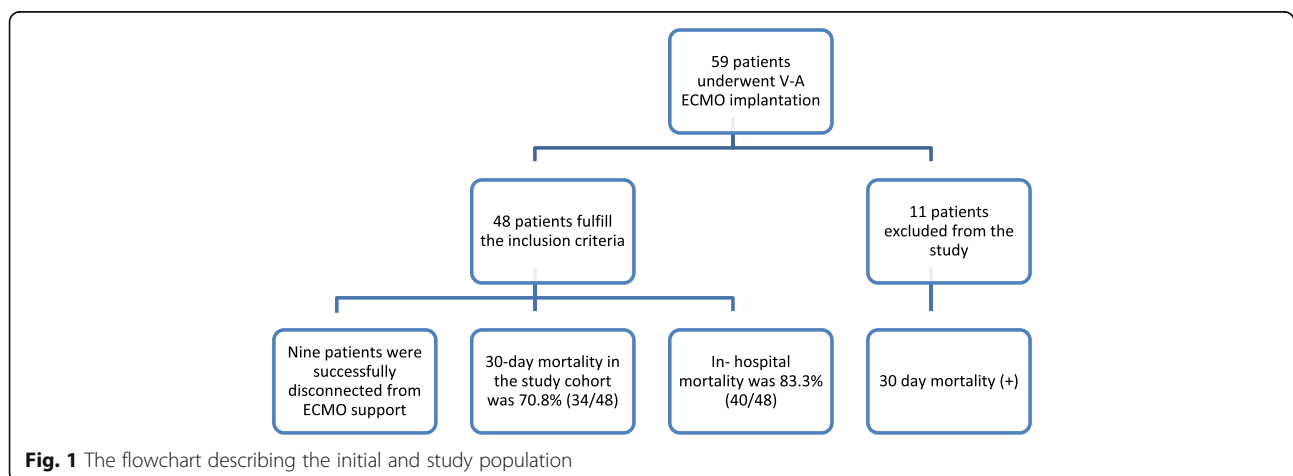 59 patients
underwent V-A
ECMO implantation
48 patients fulfill
the inclusion criteria
11 patients
excluded from the
study
Nine patients were
successfully
disconnected from
ECMO support
30-day mortality in
the study cohort
was 70.8% (34/48)
In- hospital
mortality was 83.3%
(40/48)
30 day mortality (+)
Fig. 1 The flowchart describing the initial and study population